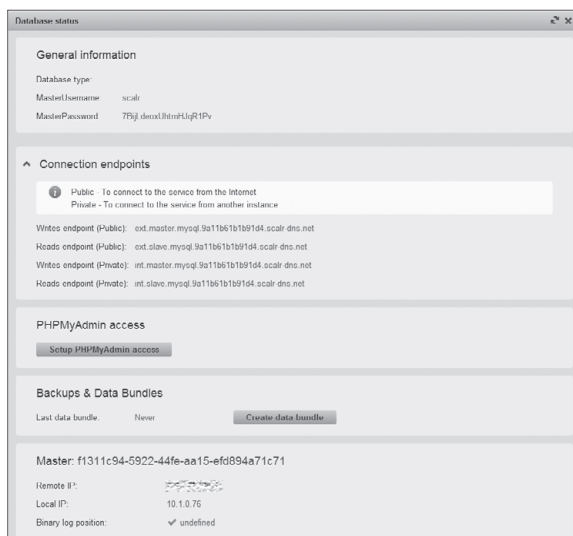 Database status
General information
Database type:
MasterUsername scalr
MasterPassword
Connection endpoints
Public - To connect to the service from the Internet
Private - To connect to the service from another instance
Writes endpoint (Public): ext.master.mysql.9a11b61b1b91d4.scalr-dns.net
Reads endpoint (Public): ext.slave.mysql.9a11b61b1b91d4.scalr-dns.net
Writes endpoint (Private): int.master.mysql.9a11b61b1b91d4.scalr-dns.net
Reads endpoint (Private): int.slave.mysql.9a11b61b1b91d4.scalr-dns.net
PHPMyAdmin access
Setup PHPMyAdmin access
Backups & Data Bundles
Last data bundle: Never Create data bundle
Master: f1311c94-5922-44fe-aa15-efd894a71c71
Remote IP:
Local IP: 10.1.0.76
Binary log position: ✔ undefined